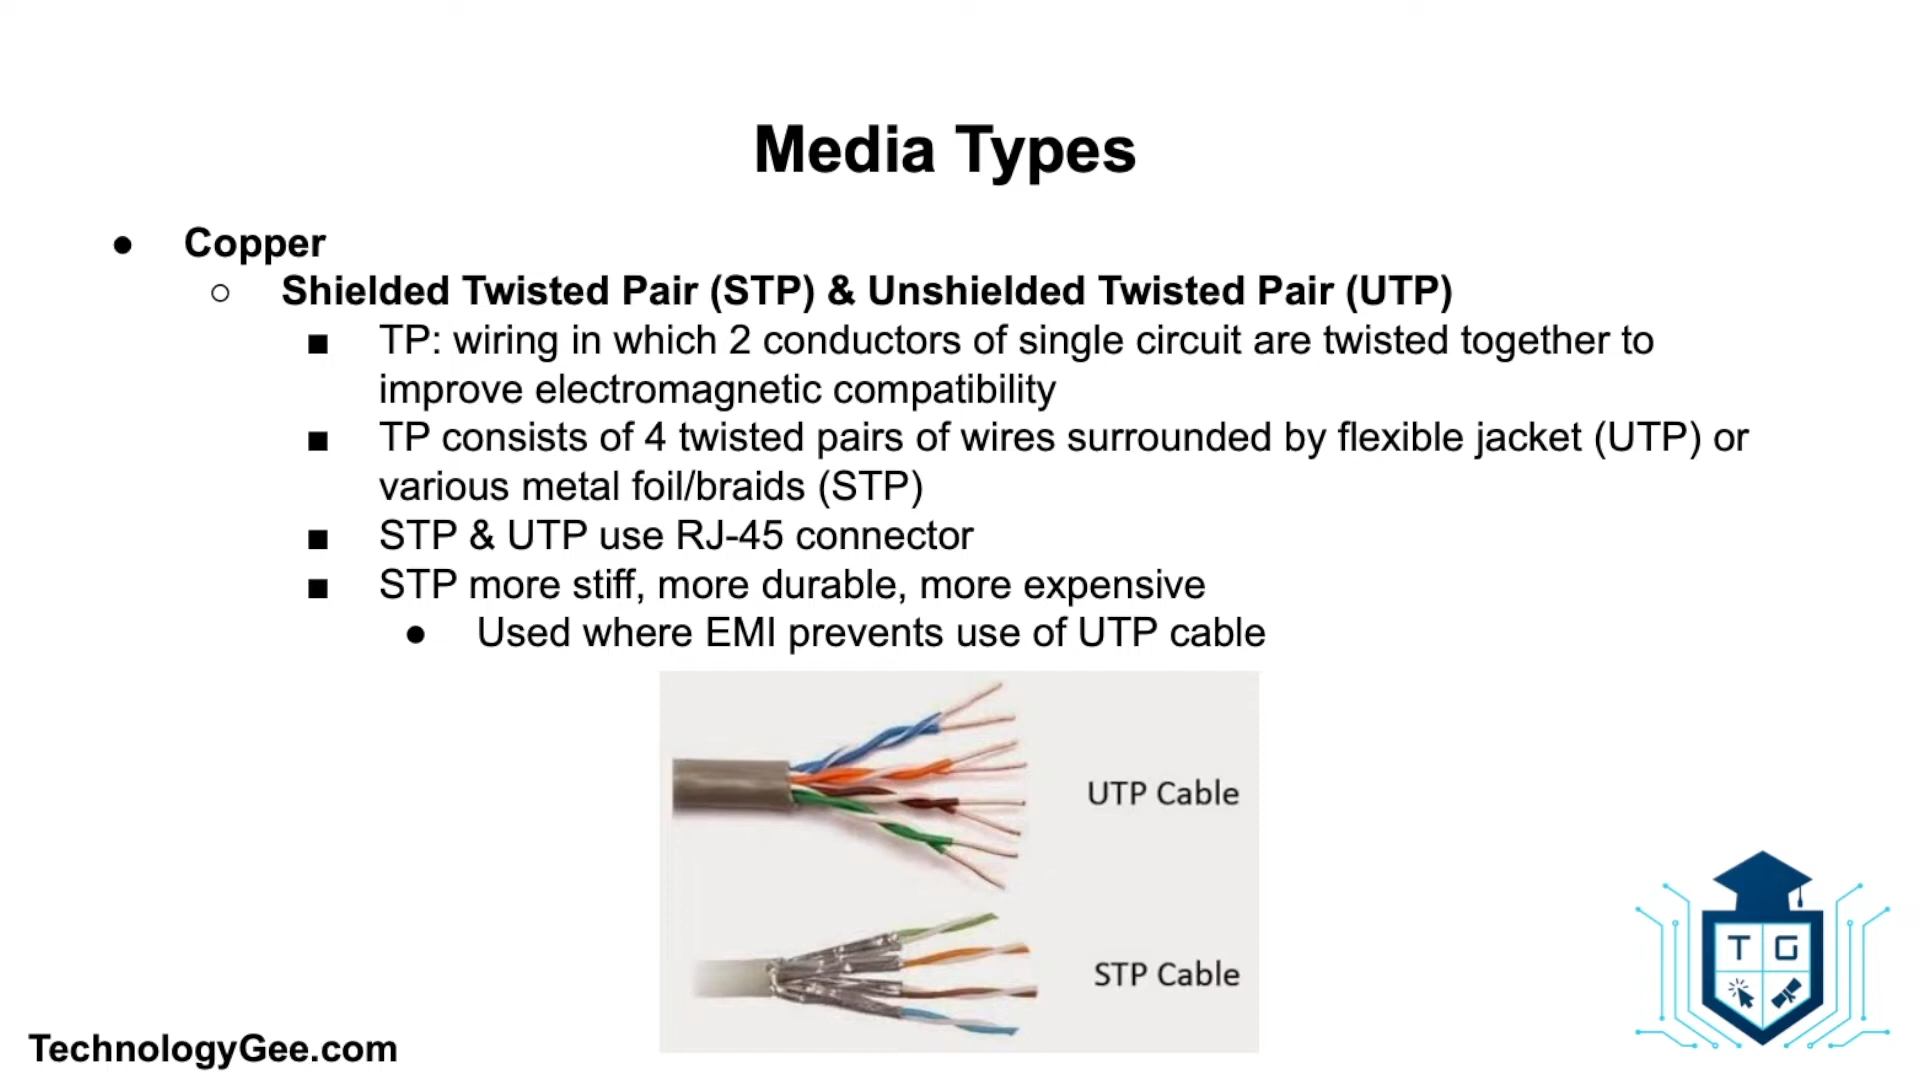 Media Types
● Copper
○ Shielded Twisted Pair (STP) & Unshielded Twisted Pair (UTP)
■ TP: wiring in which 2 conductors of single circuit are twisted together to
improve electromagnetic compatibility
■ TP consists of 4 twisted pairs of wires surrounded by flexible jacket (UTP) or
various metal foil/braids (STP)
■ STP & UTP use RJ-45 connector
■ STP more stiff, more durable, more expensive
● Used where EMI prevents use of UTP cable
UTP Cable
STP Cable
T G
TechnologyGee.com